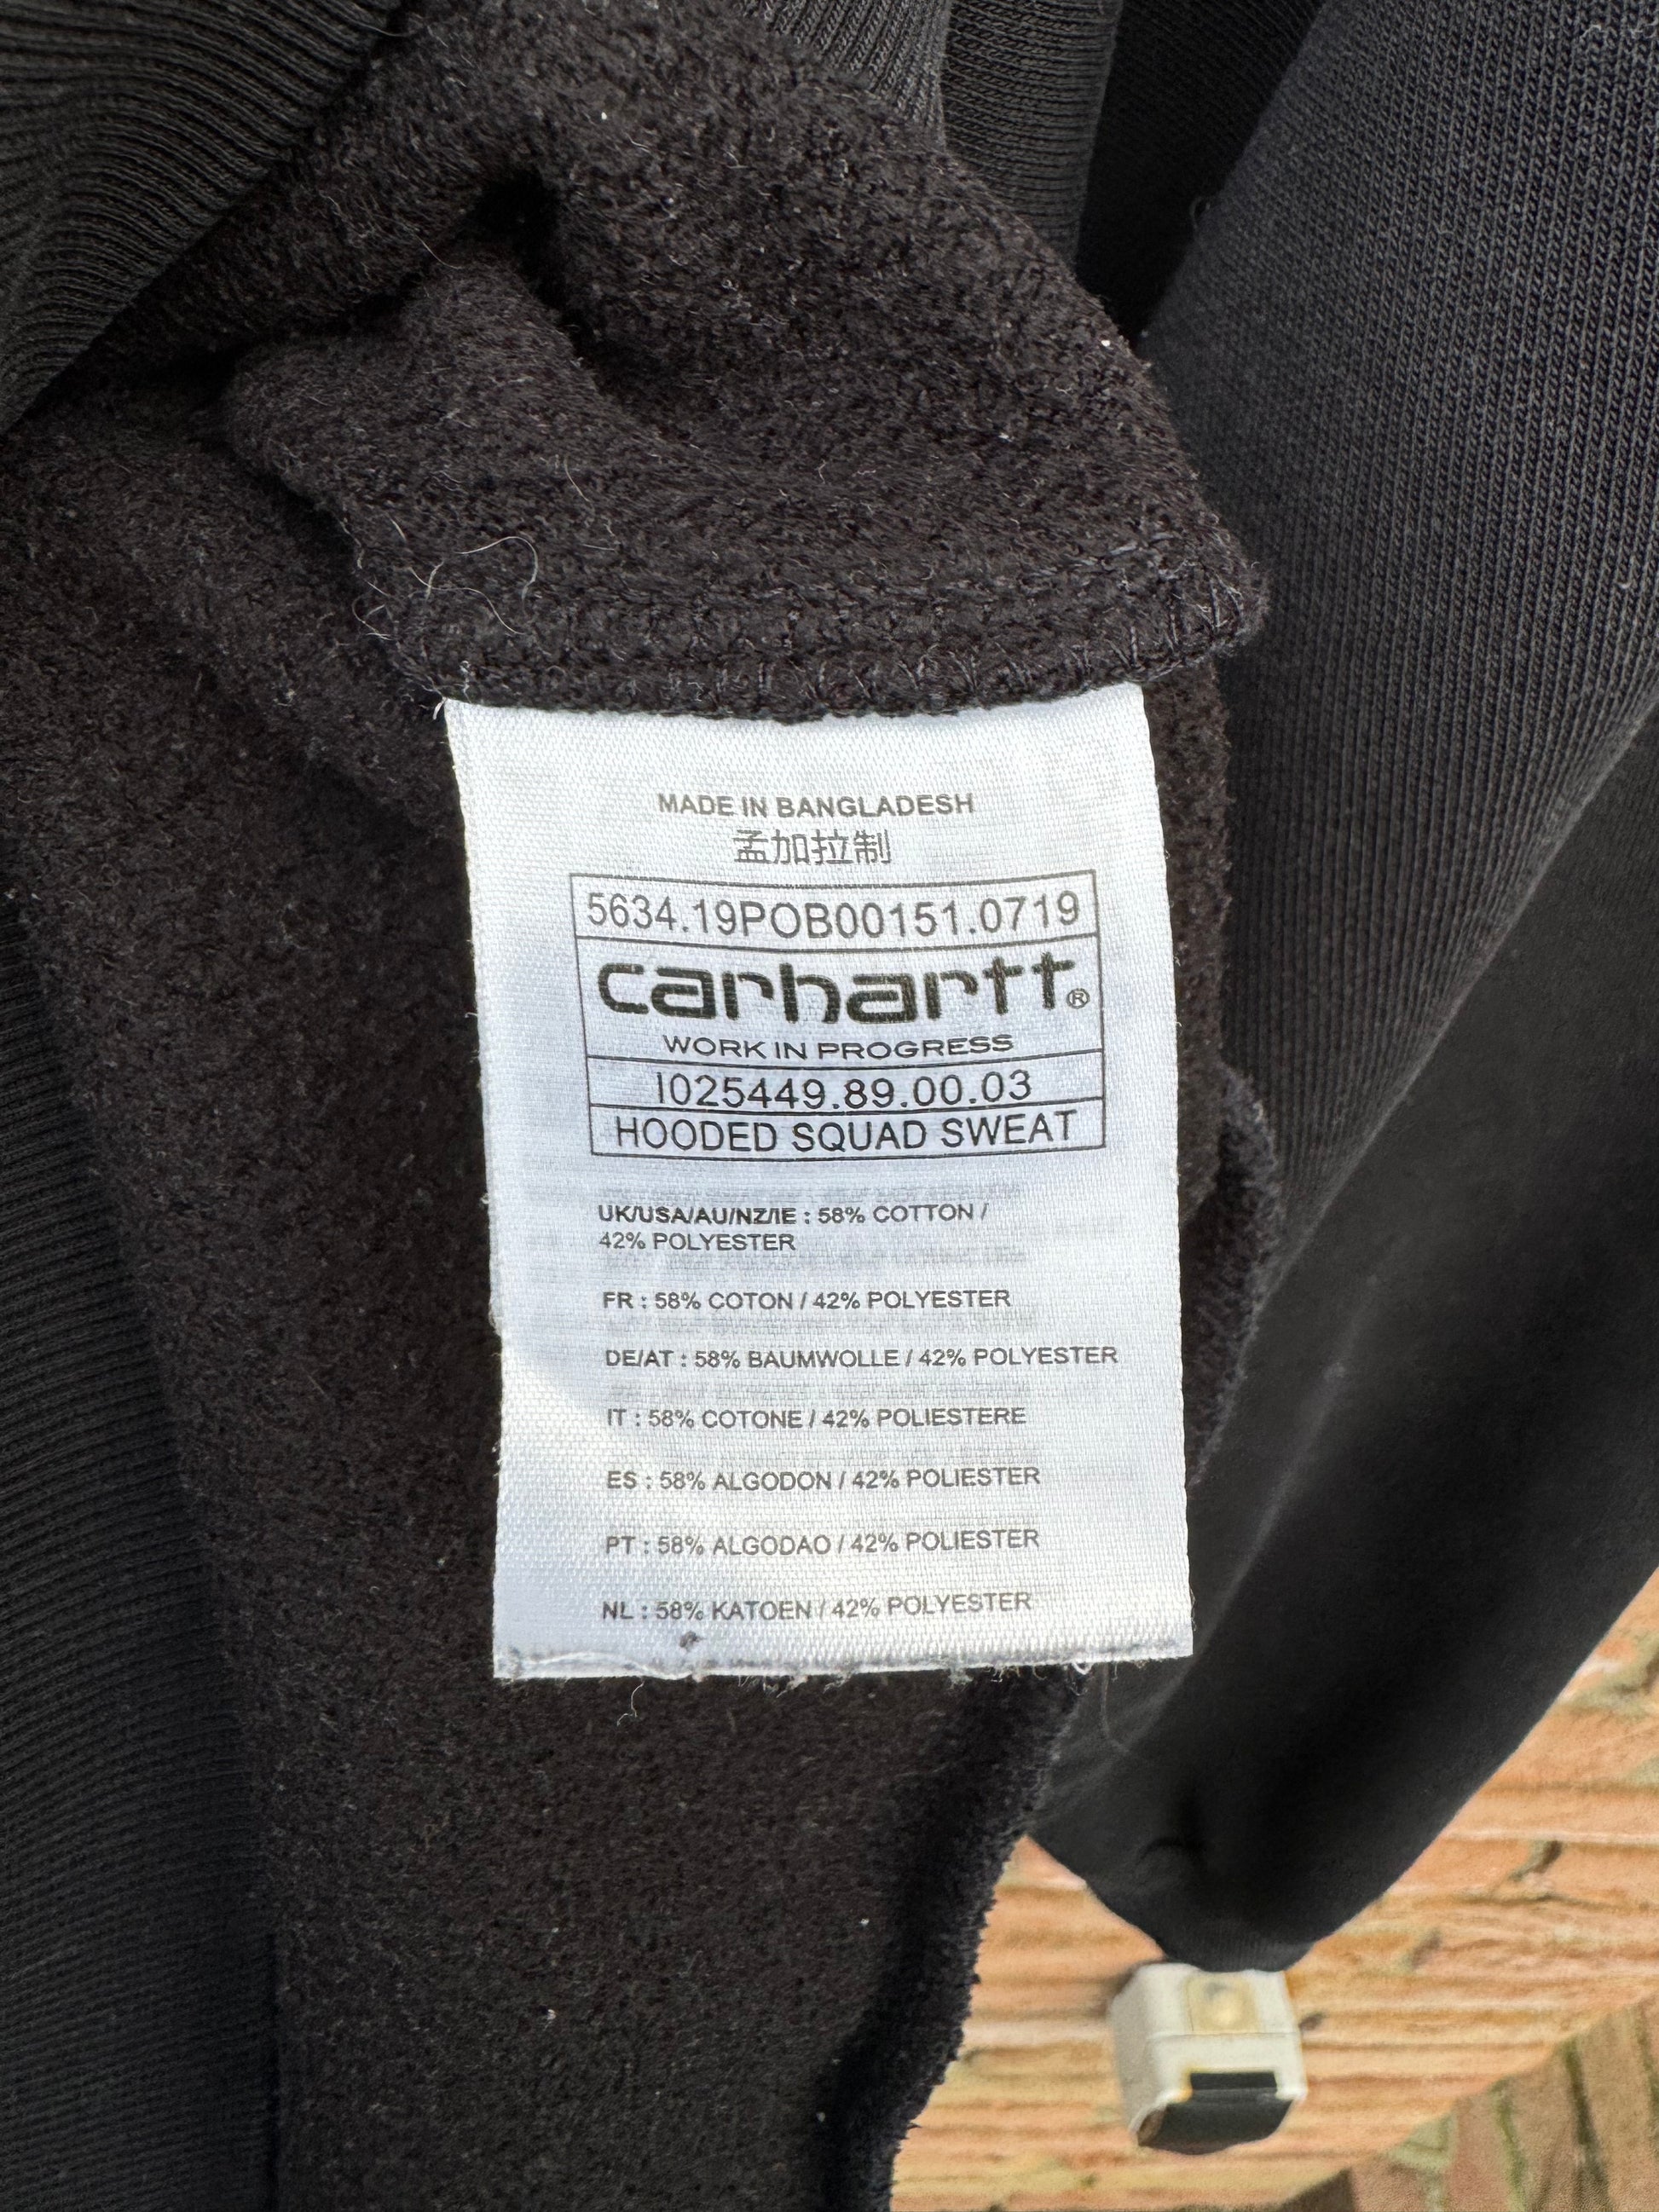 MADE IN BANGLADESH
孟加拉制
5634.19POB00151.0719
carhartt®
WORK IN PROGRESS
I025449.89.00.03
HOODED SQUAD SWEAT
UK/USA/AU/NZ/IE : 58% COTTON /
42% POLYESTER
FR : 58% COTON / 42% POLYESTER
DE/AT : 58% BAUMWOLLE / 42% POLYESTER
IT : 58% COTONE / 42% POLIESTERE
ES : 58% ALGODON / 42% POLIESTER
PT : 58% ALGODAO / 42% POLIESTER
NL : 58% KATOEN / 42% POLYESTER